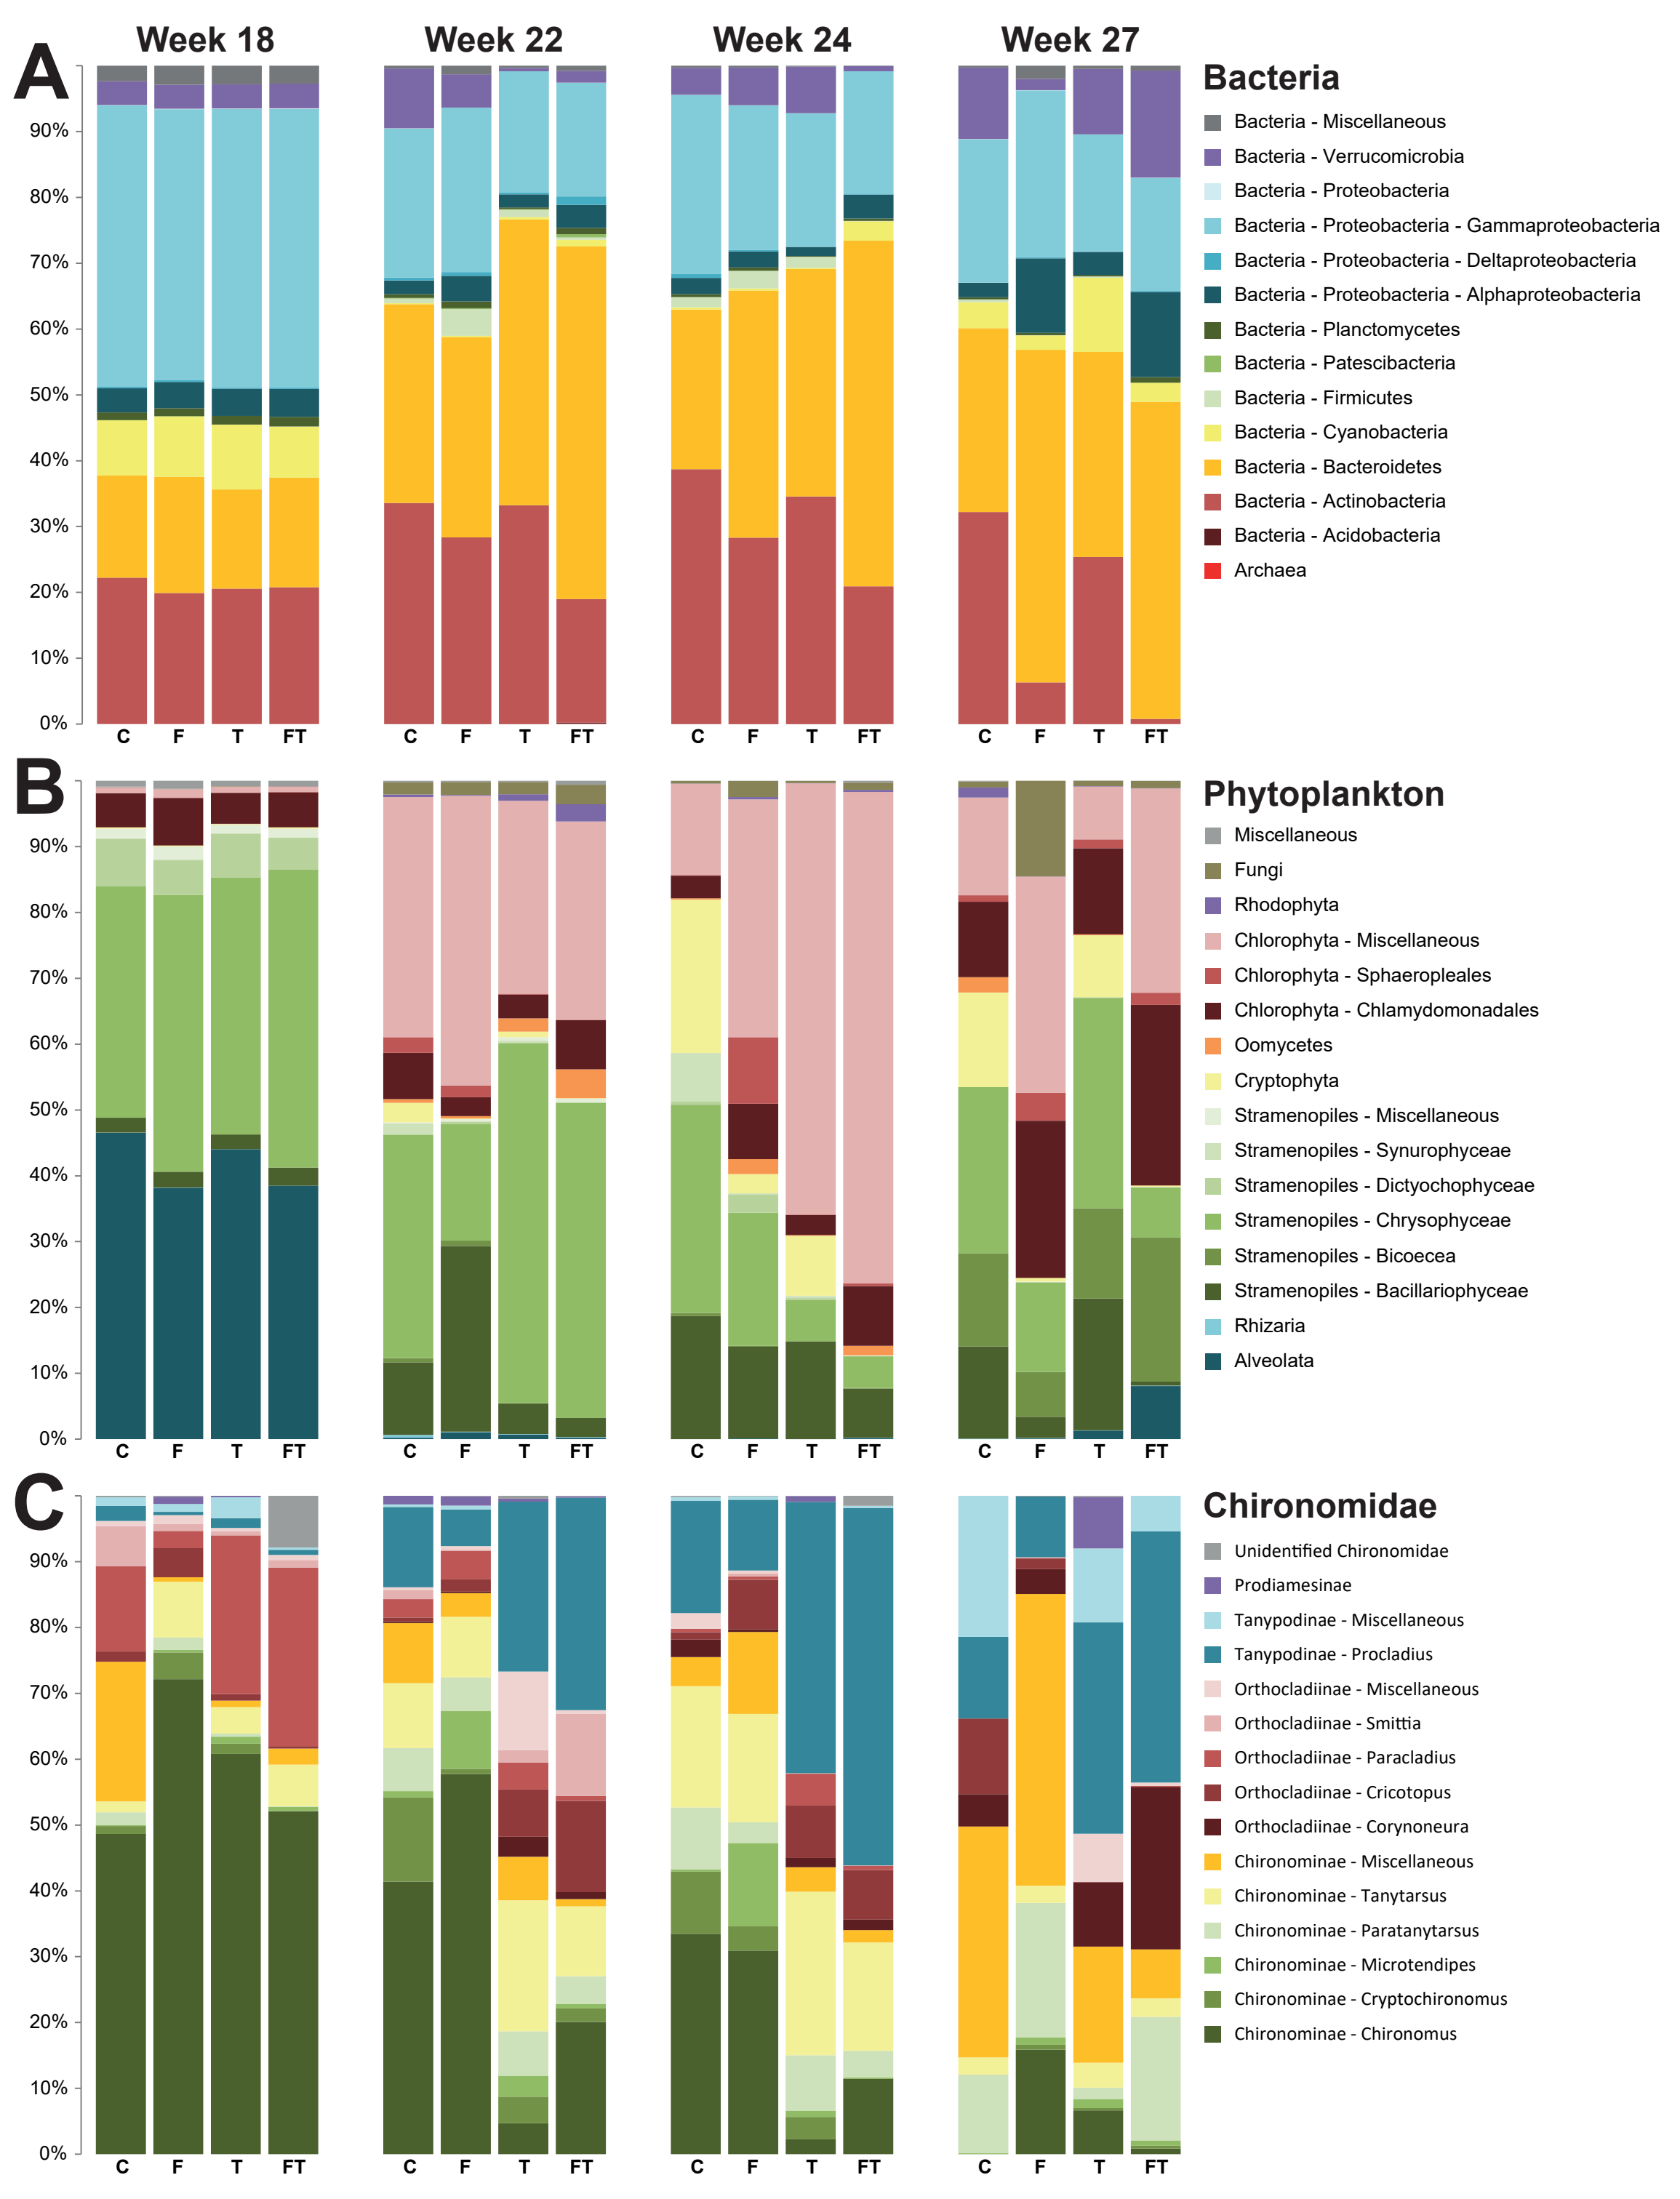 Week 18 Week 22 Week 24 Week 27
A
Bacteria
Bacteria - Miscellaneous
90%
Bacteria - Verrucomicrobia
Bacteria - Proteobacteria
80%
Bacteria - Proteobacteria - Gammaproteobacteria
70%
Bacteria - Proteobacteria - Deltaproteobacteria
Bacteria - Proteobacteria - Alphaproteobacteria
60%
Bacteria - Planctomycetes
Bacteria - Patescibacteria
50%
Bacteria - Firmicutes
Bacteria - Cyanobacteria
40%
Bacteria - Bacteroidetes
Bacteria - Actinobacteria
30%
Bacteria - Acidobacteria
Archaea
20%
10%
0%
C F T FT C F T FT C F T FT C F T FT
B
Phytoplankton
Miscellaneous
90%
Fungi
Rhodophyta
80%
Chlorophyta - Miscellaneous
Chlorophyta - Sphaeropleales
70%
Chlorophyta - Chlamydomonadales
60%
Oomycetes
Cryptophyta
50%
Stramenopiles - Miscellaneous
Stramenopiles - Synurophyceae
40%
Stramenopiles - Dictyochophyceae
Stramenopiles - Chrysophyceae
30%
Stramenopiles - Bicoecea
Stramenopiles - Bacillariophyceae
20%
Rhizaria
Alveolata
10%
0%
C F T FT C F T FT C F T FT C F T FT
C
Chironomidae
Unidentified Chironomidae
90%
Prodiamesinae
Tanypodinae - Miscellaneous
80%
Tanypodinae - Procladius
Orthocladiinae - Miscellaneous
70%
Orthocladiinae - Smittia
Orthocladiinae - Paracladius
60%
Orthocladiinae - Cricotopus
Orthocladiinae - Corynoneura
50%
Chironominae - Miscellaneous
40%
Chironominae - Tanytarsus
Chironominae - Paratanytarsus
30%
Chironominae - Microtendipes
Chironominae - Cryptochironomus
20%
Chironominae - Chironomus
10%
0%
C F T FT C F T FT C F T FT C F T FT